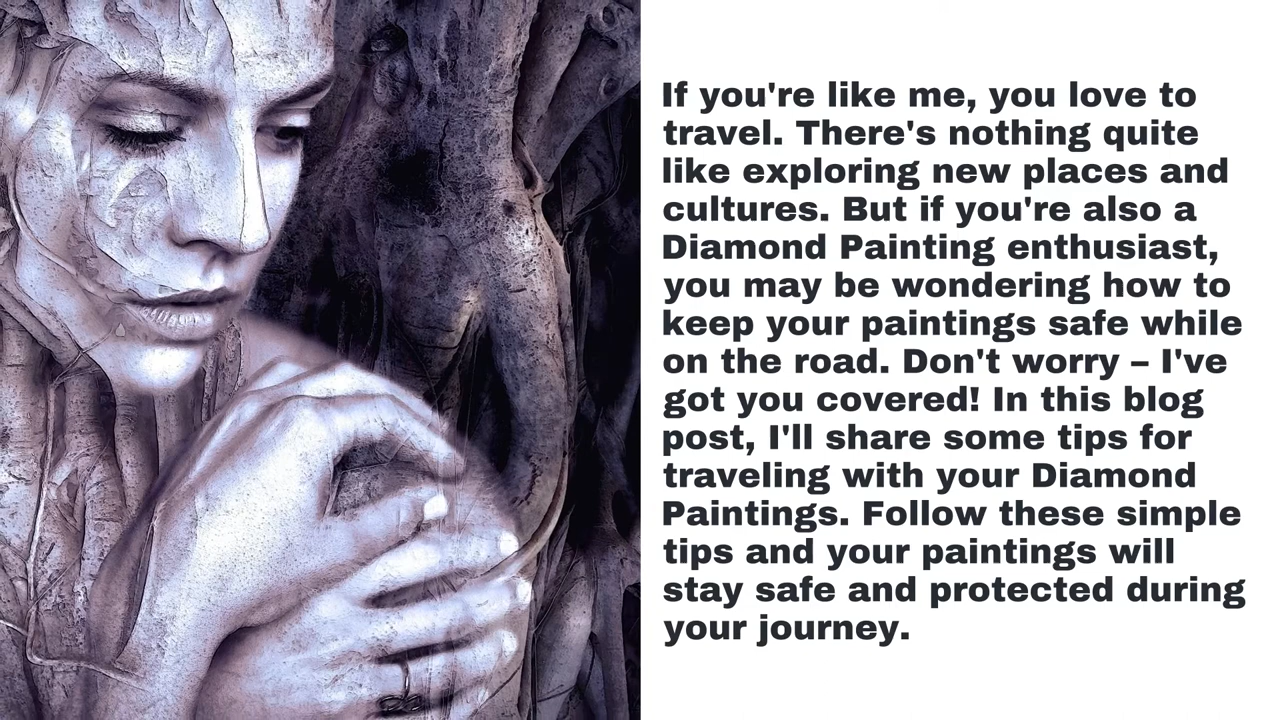 If you're like me, you love to
travel. There's nothing quite
like exploring new places and
cultures. But if you're also a
Diamond Painting enthusiast,
you may be wondering how to
keep your paintings safe while
on the road. Don't worry – I've
got you covered! In this blog
post, I'll share some tips for
traveling with your Diamond
Paintings. Follow these simple
tips and your paintings will
stay safe and protected during
your journey.